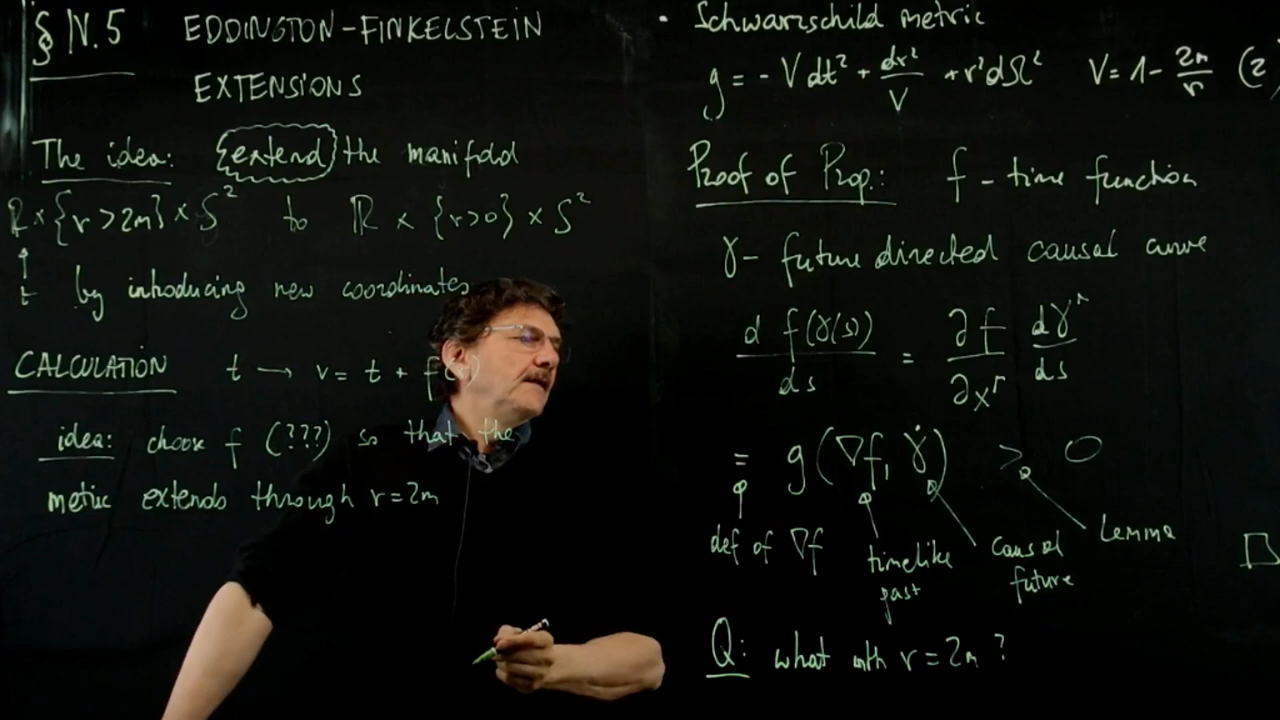 § IV.5 EDDINGTON-FINKELSTEIN
EXTENSIONS
The idea: {extend} the manifold
ℝ × {r > 2m} × S² to ℝ × {r>0} × S²
↑
t by introducing new coordinates
CALCULATION t → v = t + f( )
idea: choose f (???) so that the
metric extends through r = 2m
• Schwarzschild metric
g = - V dt² + dr²/V + r² dΩ² V = 1 - 2m/r (2
Proof of Prop.: f - time function
γ - future directed causal curve
d f(γ(s))/ds = ∂f/∂x^μ dγ^μ/ds
= g(∇f, γ̇) > 0
def of ∇f timelike past causal future Lemma □
Q: what with r = 2m ?